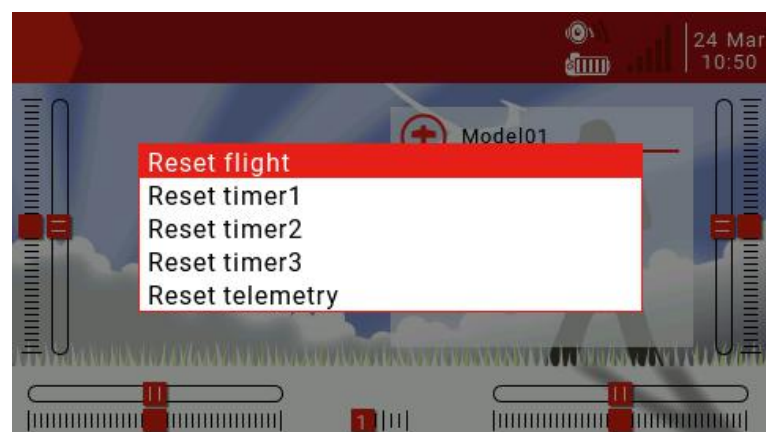 24 Mar
10:50
Model01
Reset flight
Reset timer1
Reset timer2
Reset timer3
Reset telemetry
1